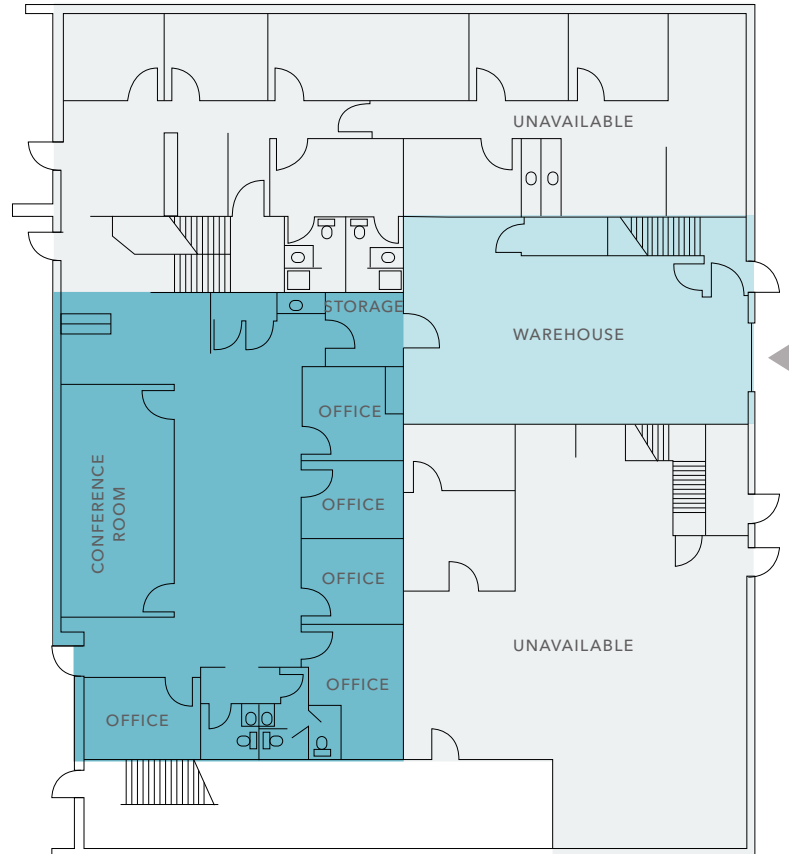 UNAVAILABLE
STORAGE
WAREHOUSE
OFFICE
CONFERENCE
ROOM
OFFICE
OFFICE
UNAVAILABLE
OFFICE
OFFICE